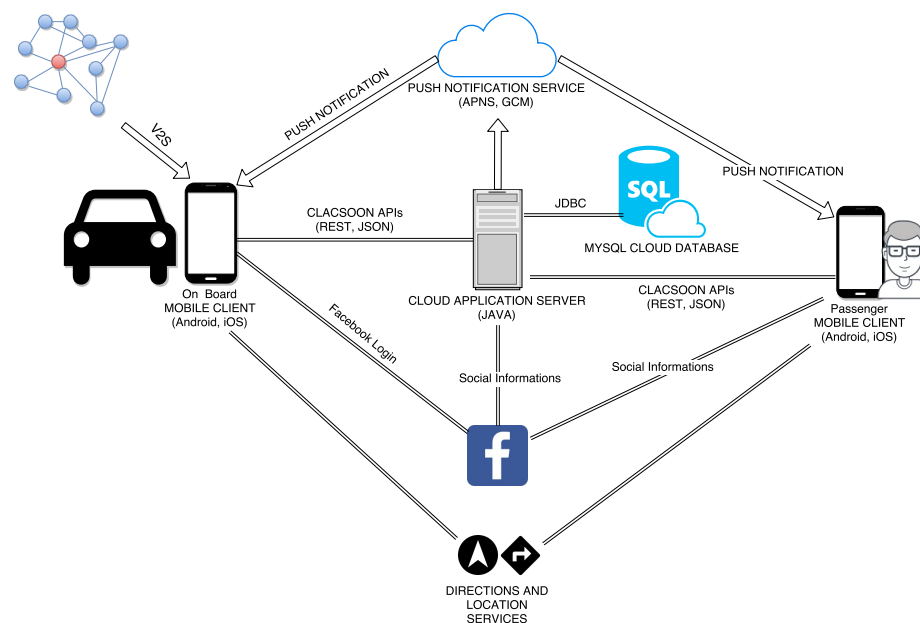 PUSH NOTIFICATION SERVICE
(APNS, GCM)
PUSH NOTIFICATION
V2S
PUSH NOTIFICATION
SQL
JDBC
MYSQL CLOUD DATABASE
CLACSOON APIs
(REST, JSON)
On Board
MOBILE CLIENT
(Android, iOS)
CLOUD APPLICATION SERVER
(JAVA)
CLACSOON APIs
(REST, JSON)
Passenger
MOBILE CLIENT
(Android, iOS)
Facebook Login
Social Informations
Social Informations
f
DIRECTIONS AND
LOCATION
SERVICES